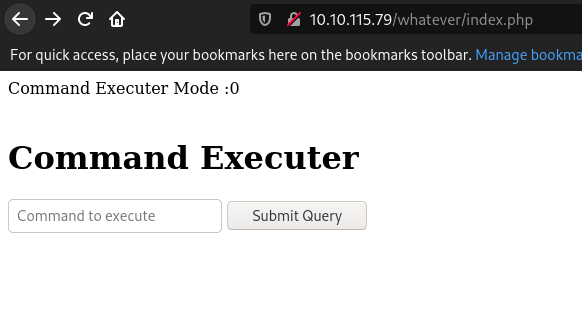 10.10.115.79/whatever/index.php
For quick access, place your bookmarks here on the bookmarks toolbar. Manage bookma
Command Executer Mode :0
Command Executer
Command to execute Submit Query